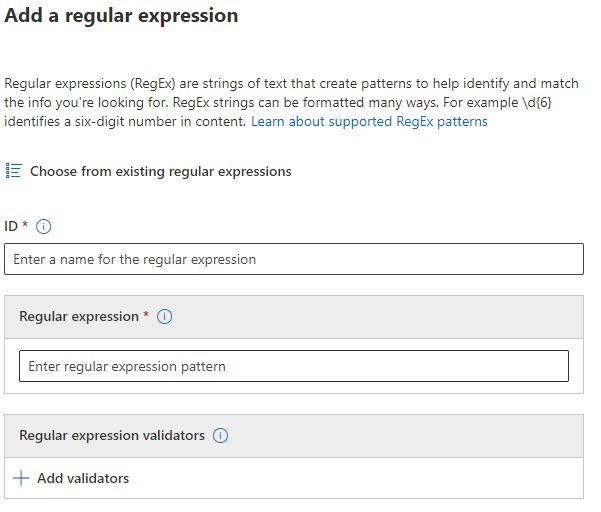 Add a regular expression
Regular expressions (RegEx) are strings of text that create patterns to help identify and match
the info you're looking for. RegEx strings can be formatted many ways. For example \d{6}
identifies a six-digit number in content. Learn about supported RegEx patterns
Choose from existing regular expressions
ID *
Enter a name for the regular expression
Regular expression *
Enter regular expression pattern
Regular expression validators
Add validators